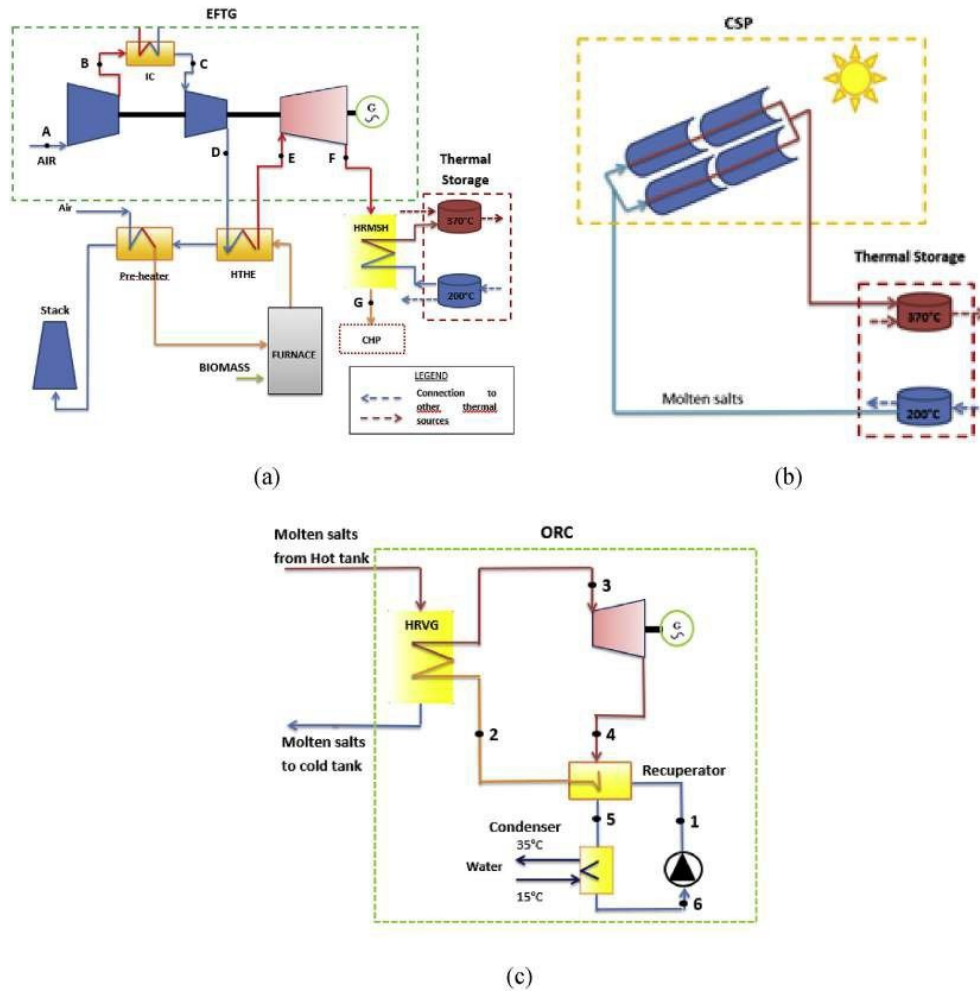 EFTG
B
C
IC
A
AIR
D
E
F
G
Thermal
Storage
370°C
HRMSH
200°C
Air
Pre-heater
HTHE
G
Stack
FURNACE
CHP
BIOMASS
LEGEND
Connection to
other thermal
sources
(a)
CSP
Thermal Storage
370°C
200°C
Molten salts
(b)
ORC
Molten salts
from Hot tank
3
HRVG
G
2
4
Molten salts
to cold tank
Recuperator
5
1
Condenser
35°C
Water
15°C
6
(c)